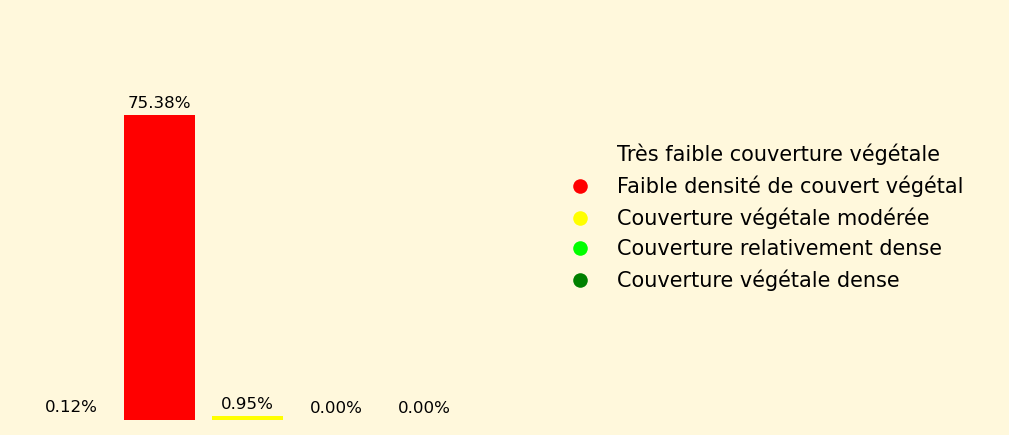 75.38%
0.12%
0.95%
0.00%
0.00%
Très faible couverture végétale
Faible densité de couvert végétal
Couverture végétale modérée
Couverture relativement dense
Couverture végétale dense